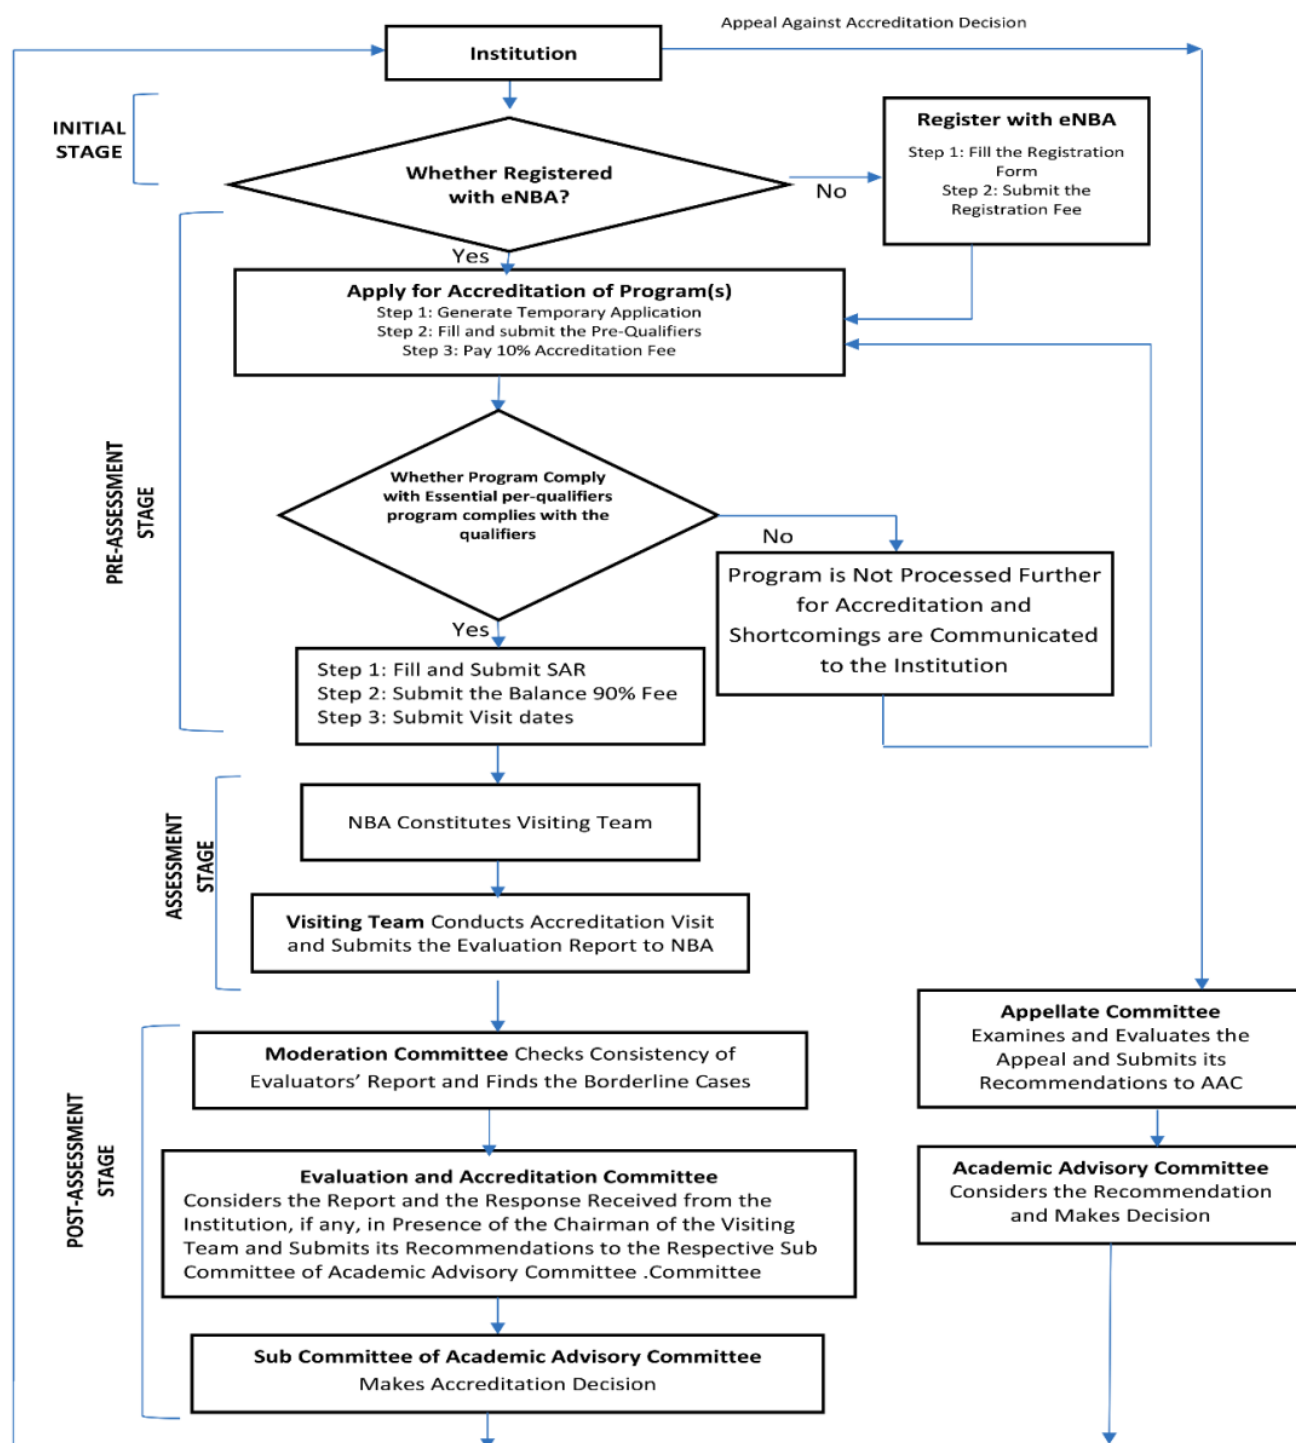 Appeal Against Accreditation Decision
Institution
INITIAL
STAGE
Whether Registered
with eNBA?
No
Register with eNBA
Step 1: Fill the Registration
Form
Step 2: Submit the
Registration Fee
Yes
Apply for Accreditation of Program(s)
Step 1: Generate Temporary Application
Step 2: Fill and submit the Pre-Qualifiers
Step 3: Pay 10% Accreditation Fee
PRE-ASSESSMENT
STAGE
Whether Program Comply
with Essential per-qualifiers
program complies with the
qualifiers
No
Program is Not Processed Further
for Accreditation and
Shortcomings are Communicated
to the Institution
Yes
Step 1: Fill and Submit SAR
Step 2: Submit the Balance 90% Fee
Step 3: Submit Visit dates
ASSESSMENT
STAGE
NBA Constitutes Visiting Team
Visiting Team Conducts Accreditation Visit
and Submits the Evaluation Report to NBA
POST-ASSESSMENT
STAGE
Moderation Committee Checks Consistency of
Evaluators’ Report and Finds the Borderline Cases
Evaluation and Accreditation Committee
Considers the Report and the Response Received from the
Institution, if any, in Presence of the Chairman of the Visiting
Team and Submits its Recommendations to the Respective Sub
Committee of Academic Advisory Committee .Committee
Sub Committee of Academic Advisory Committee
Makes Accreditation Decision
Appellate Committee
Examines and Evaluates the
Appeal and Submits its
Recommendations to AAC
Academic Advisory Committee
Considers the Recommendation
and Makes Decision